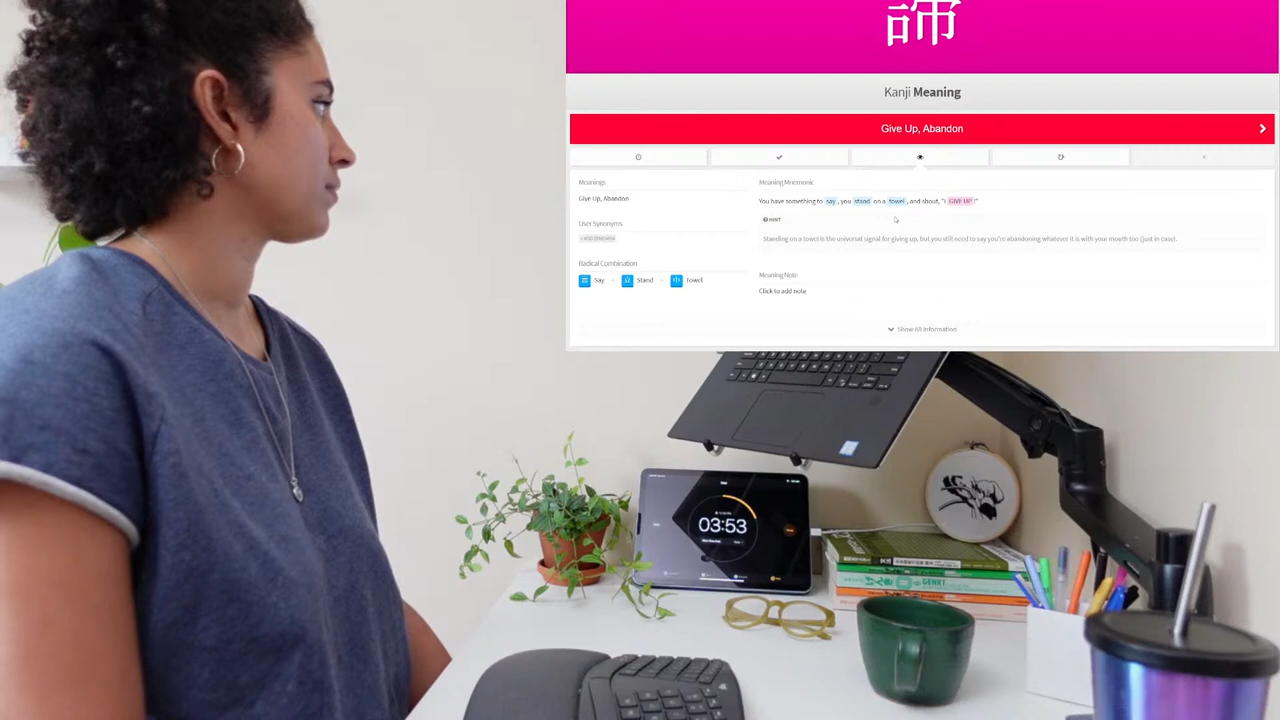 諦
Kanji Meaning
Give Up, Abandon
Meanings
Give Up, Abandon
User Synonyms
+ ADD SYNONYM
Radical Combination
Say + Stand + Towel
Meaning Mnemonic
You have something to say, you stand on a towel, and shout, "I GIVE UP!"
HINT
Standing on a towel is the universal signal for giving up, but you still need to say you're abandoning whatever it is with your mouth too (just in case).
Meaning Note
Click to add note
Show All Information
03:53
GENKI